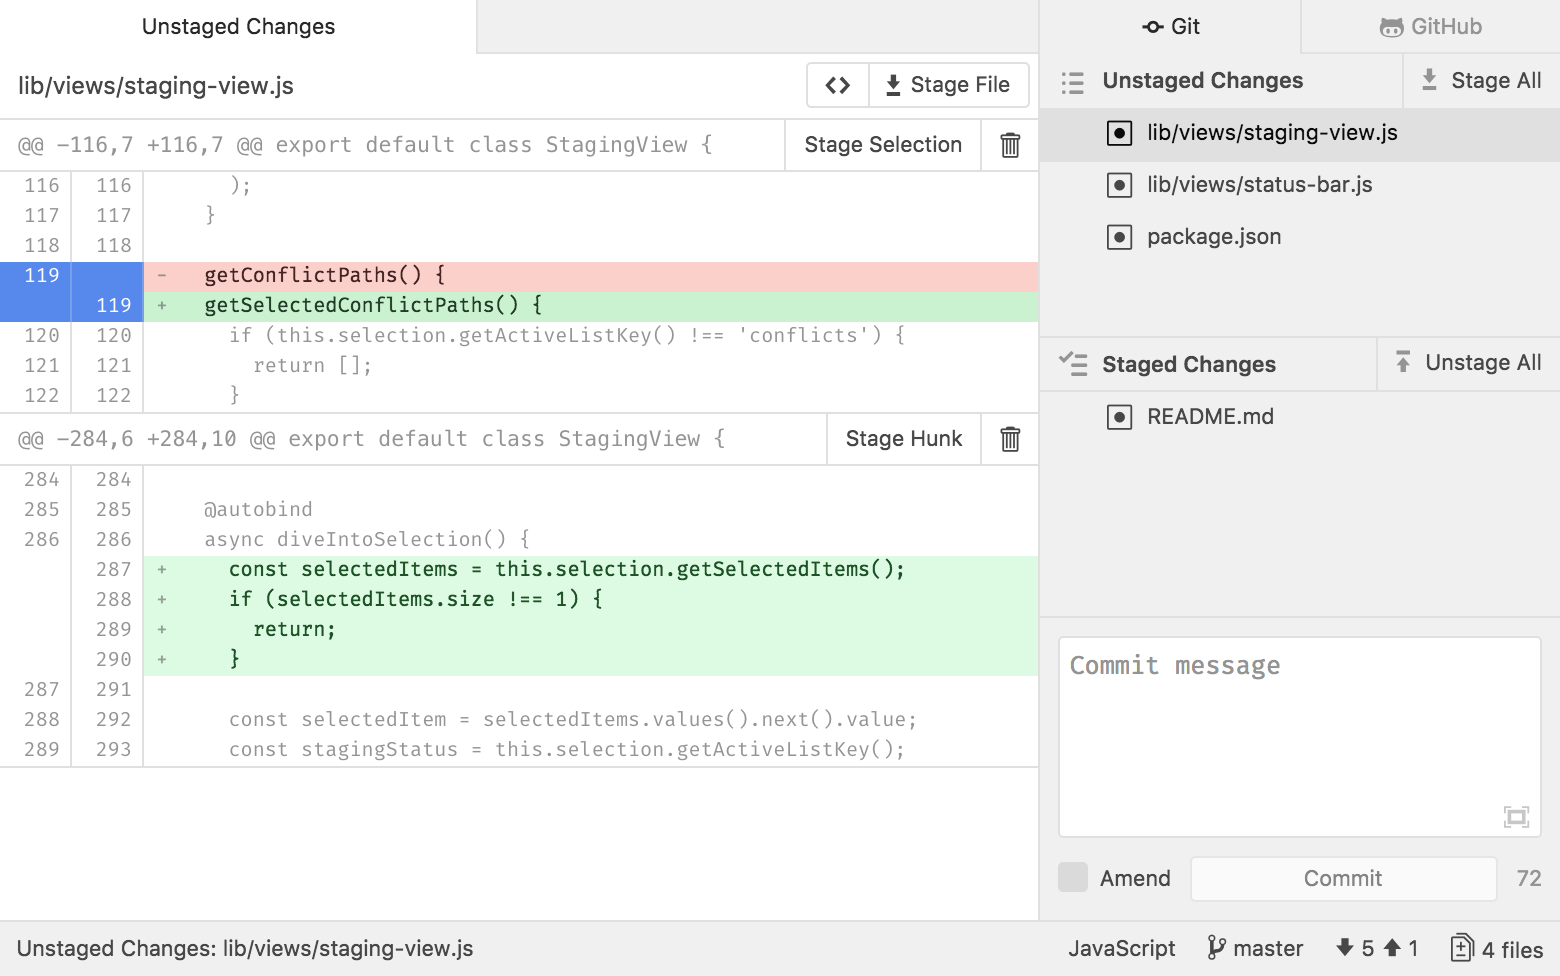 Unstaged Changes
lib/views/staging-view.js
<> Stage File
@@ -116,7 +116,7 @@ export default class StagingView {
Stage Selection
116 116 );
117 117 }
118 118
119 - getConflictPaths() {
119 + getSelectedConflictPaths() {
120 120 if (this.selection.getActiveListKey() !== 'conflicts') {
121 121 return [];
122 122 }
@@ -284,6 +284,10 @@ export default class StagingView {
Stage Hunk
284 284
285 285 @autobind
286 286 async diveIntoSelection() {
287 + const selectedItems = this.selection.getSelectedItems();
288 + if (selectedItems.size !== 1) {
289 + return;
290 + }
287 291
288 292 const selectedItem = selectedItems.values().next().value;
289 293 const stagingStatus = this.selection.getActiveListKey();
Git
GitHub
Unstaged Changes
Stage All
lib/views/staging-view.js
lib/views/status-bar.js
package.json
Staged Changes
Unstage All
README.md
Commit message
Amend
Commit
72
Unstaged Changes: lib/views/staging-view.js
JavaScript
master
5 1
4 files